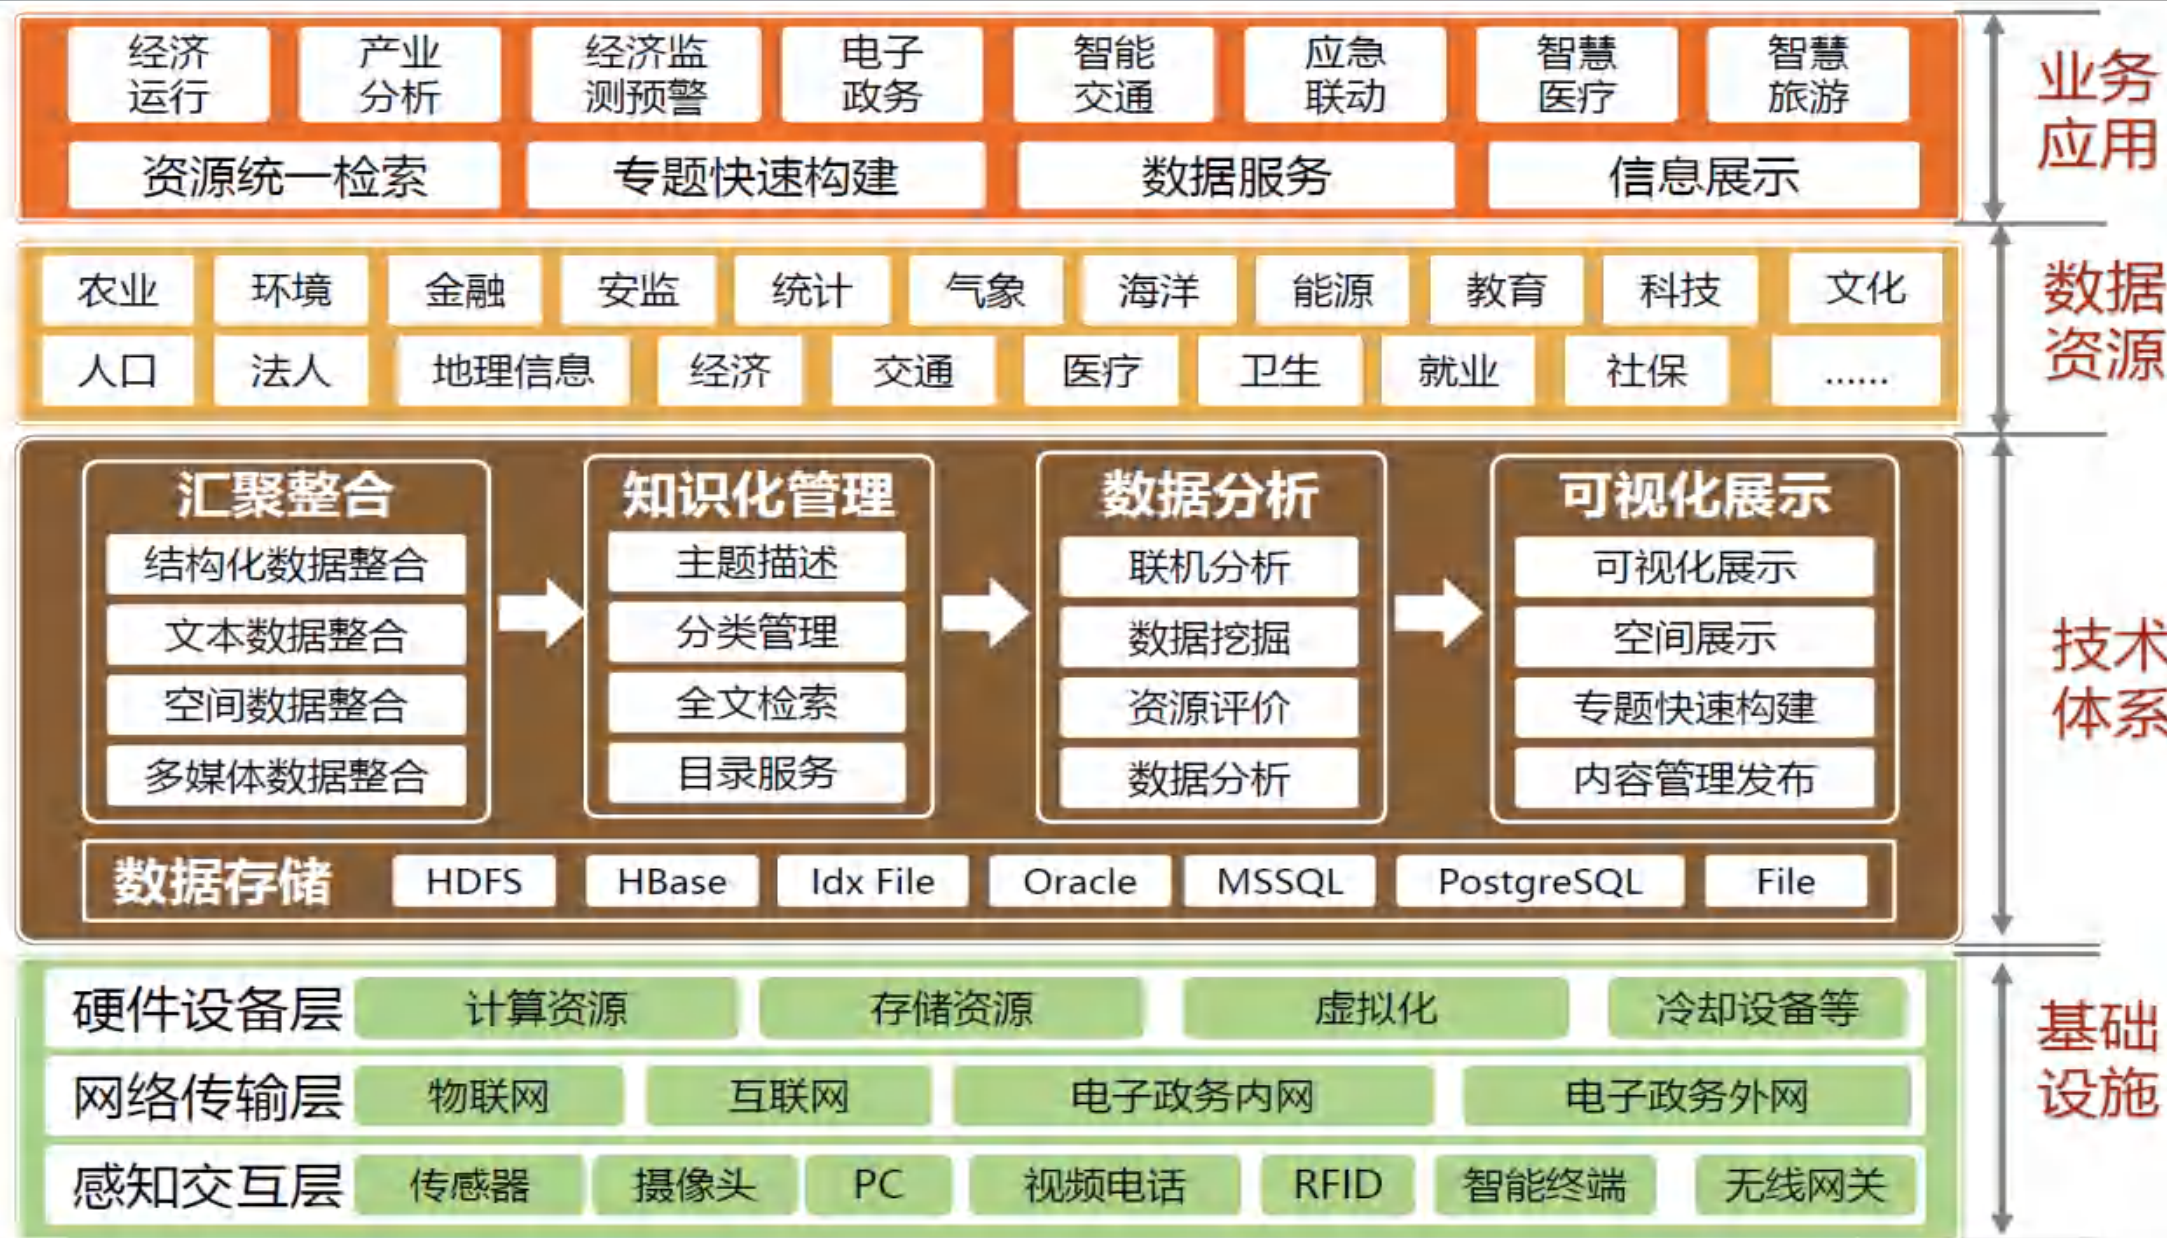 经济运行 产业分析 经济监测预警 电子政务 智能交通 应急联动 智慧医疗 智慧旅游
资源统一检索 专题快速构建 数据服务 信息展示
业务应用
农业 环境 金融 安监 统计 气象 海洋 能源 教育 科技 文化
人口 法人 地理信息 经济 交通 医疗 卫生 就业 社保 ......
数据资源
汇聚整合
结构化数据整合
文本数据整合
空间数据整合
多媒体数据整合
知识化管理
主题描述
分类管理
全文检索
目录服务
数据分析
联机分析
数据挖掘
资源评价
数据分析
可视化展示
可视化展示
空间展示
专题快速构建
内容管理发布
数据存储 HDFS HBase Idx File Oracle MSSQL PostgreSQL File
技术体系
硬件设备层 计算资源 存储资源 虚拟化 冷却设备等
网络传输层 物联网 互联网 电子政务内网 电子政务外网
感知交互层 传感器 摄像头 PC 视频电话 RFID 智能终端 无线网关
基础设施